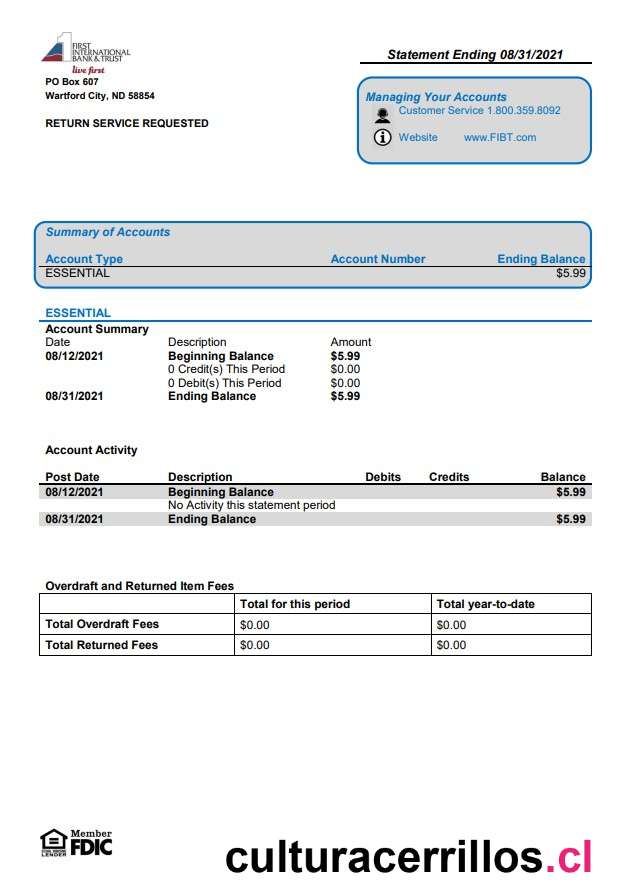 FIRST
INTERNATIONAL
BANK & TRUST
live first
Statement Ending 08/31/2021
PO Box 607
Wartford City, ND 58854
RETURN SERVICE REQUESTED
Managing Your Accounts
Customer Service 1.800.359.8092
Website www.FIBT.com
Summary of Accounts
Account Type Account Number Ending Balance
ESSENTIAL $5.99
ESSENTIAL
Account Summary
Date Description Amount
08/12/2021 Beginning Balance $5.99
0 Credit(s) This Period $0.00
0 Debit(s) This Period $0.00
08/31/2021 Ending Balance $5.99
Account Activity
Post Date Description Debits Credits Balance
08/12/2021 Beginning Balance $5.99
No Activity this statement period
08/31/2021 Ending Balance $5.99
Overdraft and Returned Item Fees
Total for this period Total year-to-date
Total Overdraft Fees $0.00 $0.00
Total Returned Fees $0.00 $0.00
Member
FDIC
LENDER
culturacerrillos.cl